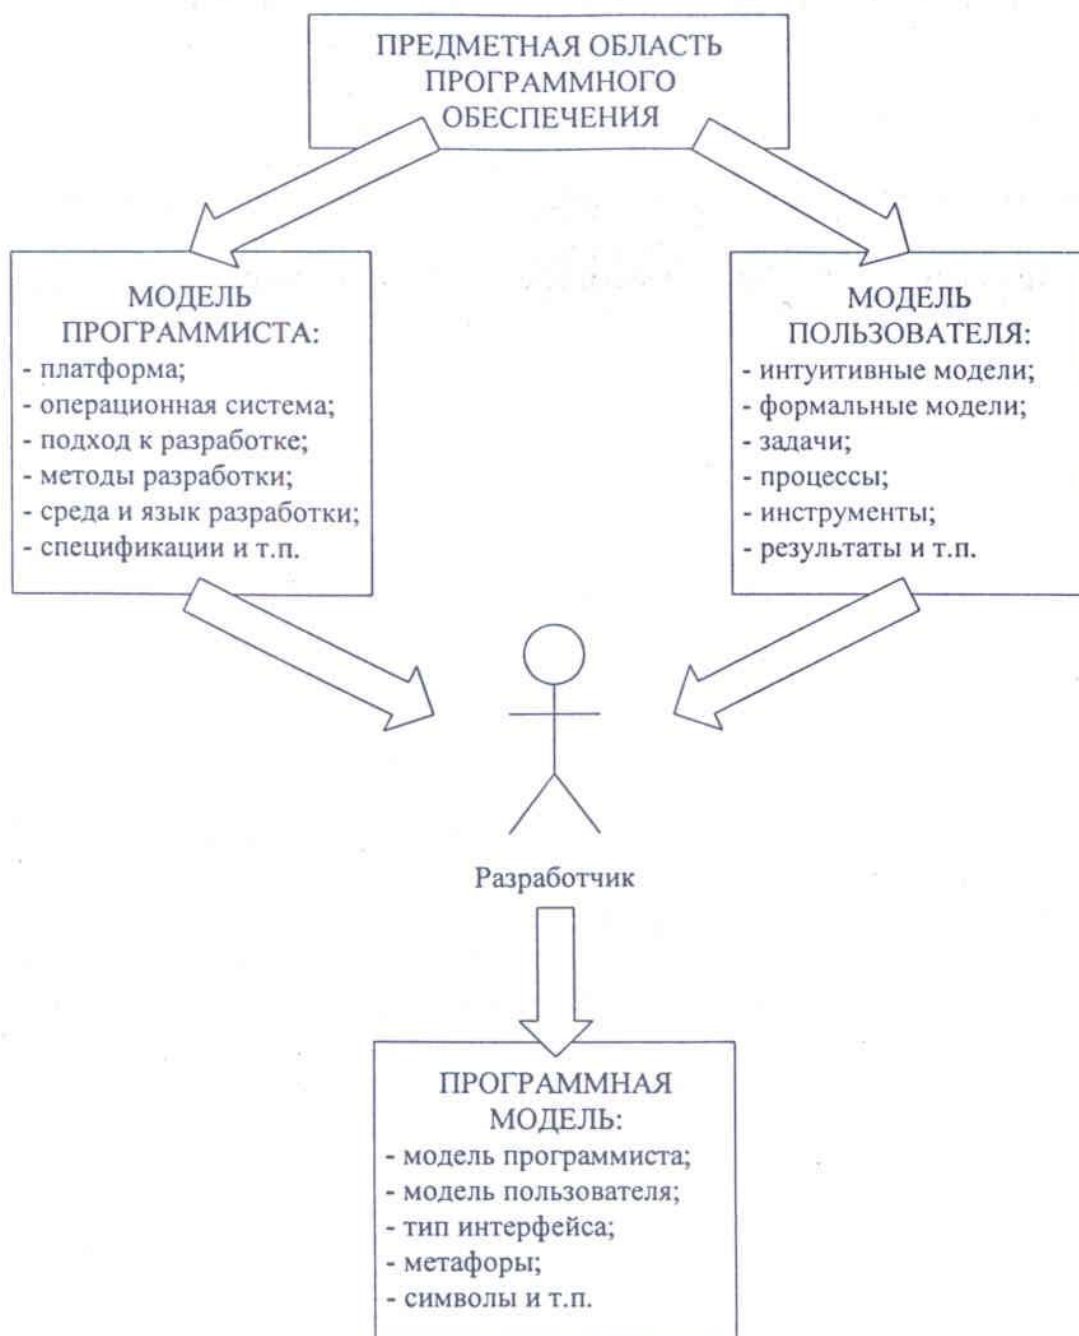 ПРЕДМЕТНАЯ ОБЛАСТЬ
ПРОГРАММНОГО
ОБЕСПЕЧЕНИЯ
МОДЕЛЬ
ПРОГРАММИСТА:
- платформа;
- операционная система;
- подход к разработке;
- методы разработки;
- среда и язык разработки;
- спецификации и т.п.
МОДЕЛЬ
ПОЛЬЗОВАТЕЛЯ:
- интуитивные модели;
- формальные модели;
- задачи;
- процессы;
- инструменты;
- результаты и т.п.
Разработчик
ПРОГРАММНАЯ
МОДЕЛЬ:
- модель программиста;
- модель пользователя;
- тип интерфейса;
- метафоры;
- символы и т.п.